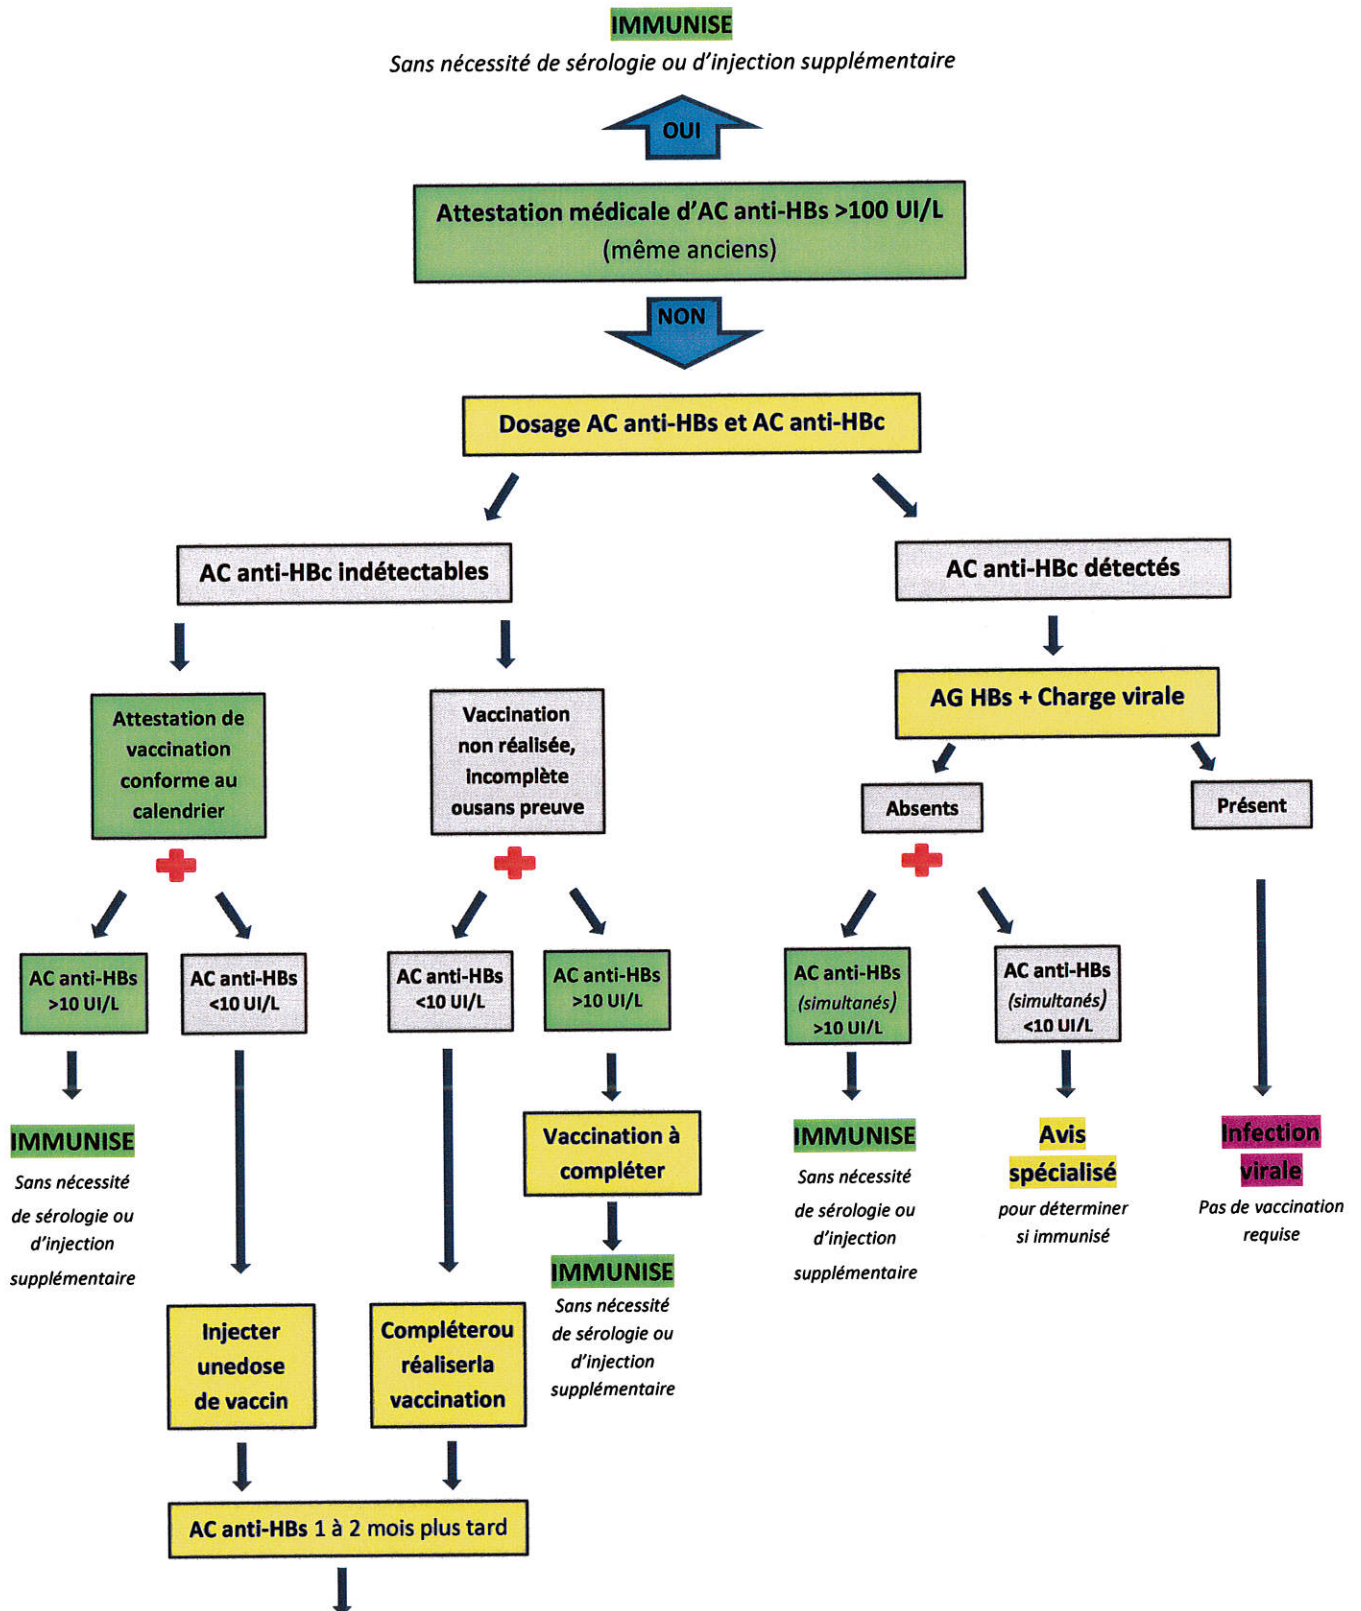 IMMUNISE
Sans nécessité de sérologie ou d'injection supplémentaire
OUI
Attestation médicale d'AC anti-HBs >100 UI/L
(même anciens)
NON
Dosage AC anti-HBs et AC anti-HBc
AC anti-HBc indétectables
AC anti-HBc détectés
Attestation de
vaccination
conforme au
calendrier
Vaccination
non réalisée,
incomplète
ousans preuve
AG HBs + Charge virale
Absents
Présent
AC anti-HBs
>10 UI/L
AC anti-HBs
<10 UI/L
AC anti-HBs
<10 UI/L
AC anti-HBs
>10 UI/L
AC anti-HBs
(simultanés)
>10 UI/L
AC anti-HBs
(simultanés)
<10 UI/L
IMMUNISE
Sans nécessité
de sérologie ou
d'injection
supplémentaire
Vaccination à
compléter
IMMUNISE
Sans nécessité
de sérologie ou
d'injection
supplémentaire
IMMUNISE
Sans nécessité
de sérologie ou
d'injection
supplémentaire
Avis
spécialisé
pour déterminer
si immunisé
Infection
virale
Pas de vaccination
requise
Injecter
unedose
de vaccin
Compléterou
réaliserla
vaccination
AC anti-HBs 1 à 2 mois plus tard